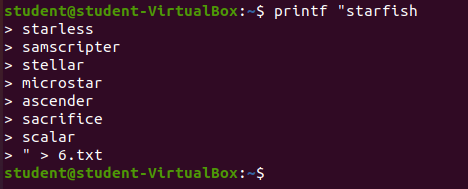 student@student-VirtualBox:~$ printf "starfish
> starless
> samscripter
> stellar
> microstar
> ascender
> sacrifice
> scalar
> " > 6.txt
student@student-VirtualBox:~$